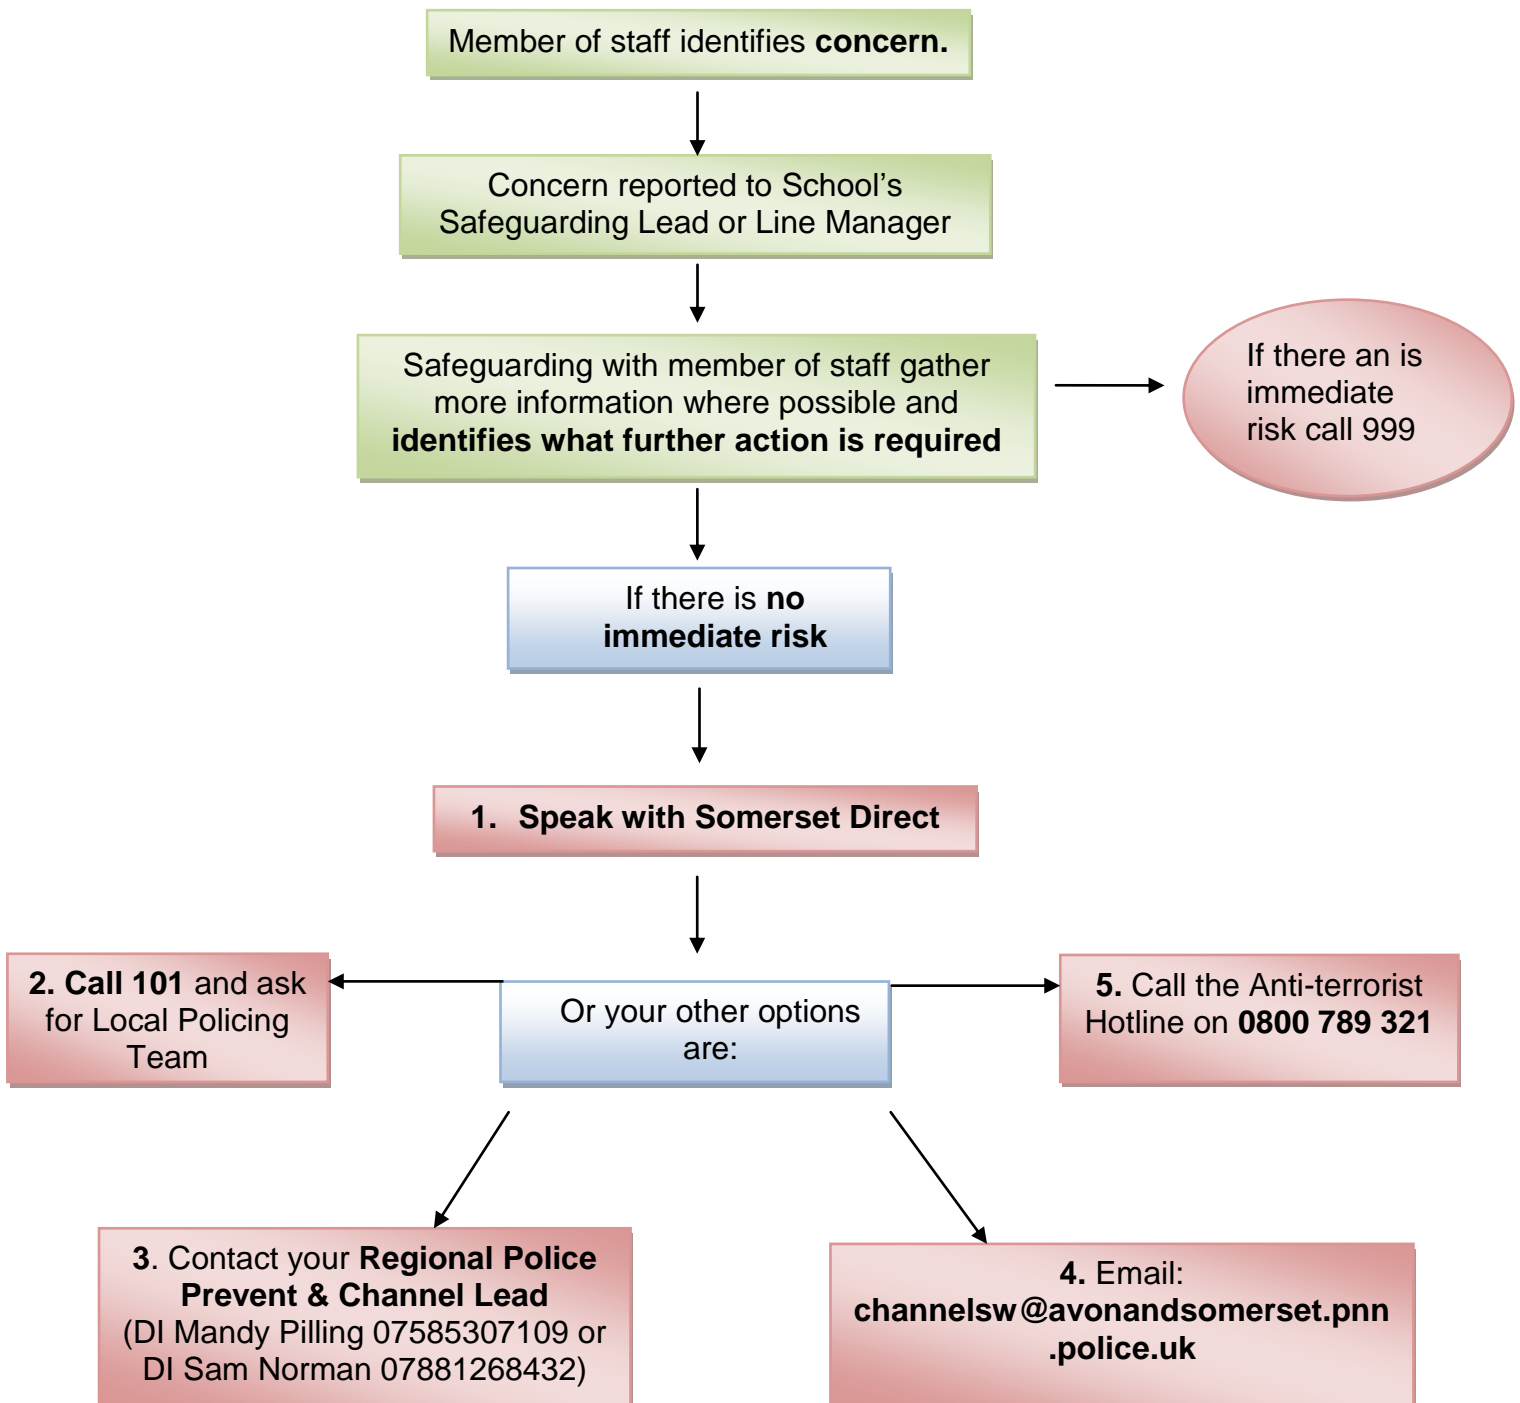 Member of staff identifies concern.
Concern reported to School’s
Safeguarding Lead or Line Manager
Safeguarding with member of staff gather
more information where possible and
identifies what further action is required
If there an is
immediate
risk call 999
If there is no
immediate risk
1. Speak with Somerset Direct
Or your other options
are:
2. Call 101 and ask
for Local Policing
Team
5. Call the Anti-terrorist
Hotline on 0800 789 321
3. Contact your Regional Police
Prevent & Channel Lead
(DI Mandy Pilling 07585307109 or
DI Sam Norman 07881268432)
4. Email:
channelsw@avonandsomerset.pnn
.police.uk